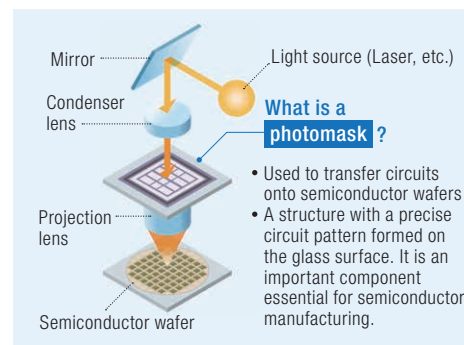 Mirror
Light source (Laser, etc.)
Condenser
lens
What is a
photomask ?
• Used to transfer circuits
onto semiconductor wafers
• A structure with a precise
circuit pattern formed on
the glass surface. It is an
important component
essential for semiconductor
manufacturing.
Projection
lens
Semiconductor wafer